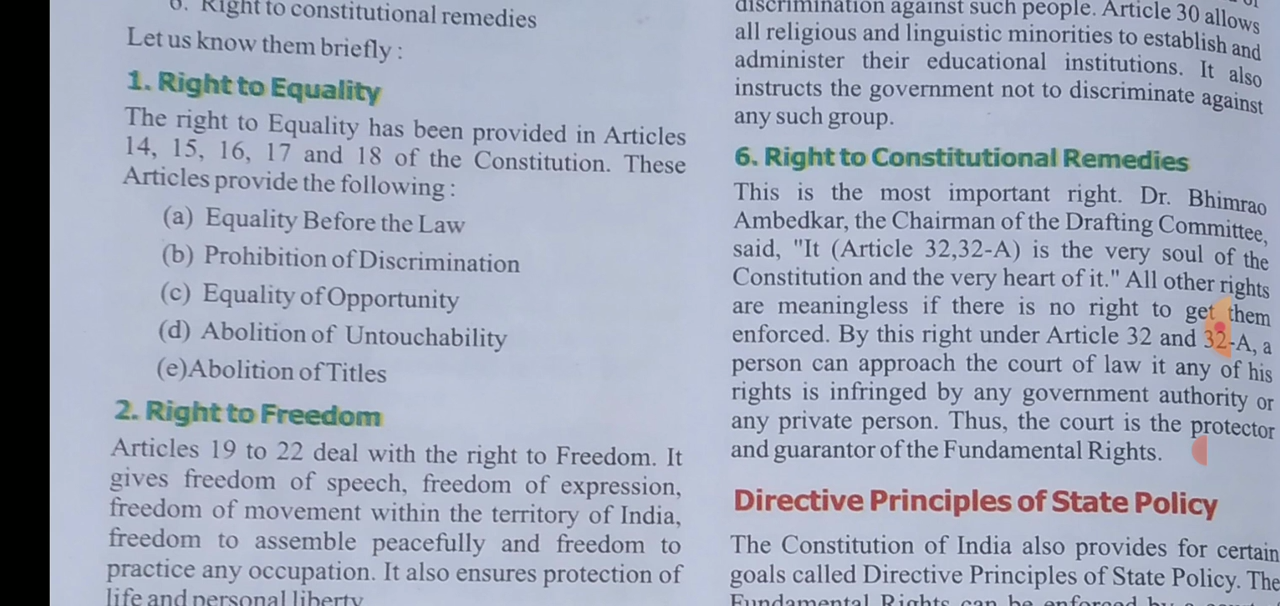 6. Right to constitutional remedies
Let us know them briefly :
1. Right to Equality
The right to Equality has been provided in Articles
14, 15, 16, 17 and 18 of the Constitution. These
Articles provide the following :
(a) Equality Before the Law
(b) Prohibition of Discrimination
(c) Equality of Opportunity
(d) Abolition of Untouchability
(e)Abolition of Titles
2. Right to Freedom
Articles 19 to 22 deal with the right to Freedom. It
gives freedom of speech, freedom of expression,
freedom of movement within the territory of India,
freedom to assemble peacefully and freedom to
practice any occupation. It also ensures protection of
life and personal liberty
discrimination against such people. Article 30 allows
all religious and linguistic minorities to establish and
administer their educational institutions. It also
instructs the government not to discriminate against
any such group.
6. Right to Constitutional Remedies
This is the most important right. Dr. Bhimrao
Ambedkar, the Chairman of the Drafting Committee,
said, "It (Article 32,32-A) is the very soul of the
Constitution and the very heart of it." All other rights
are meaningless if there is no right to get them
enforced. By this right under Article 32 and 32-A, a
person can approach the court of law it any of his
rights is infringed by any government authority or
any private person. Thus, the court is the protector
and guarantor of the Fundamental Rights.
Directive Principles of State Policy
The Constitution of India also provides for certain
goals called Directive Principles of State Policy. The
Fundamental Rights can be enforced by a court